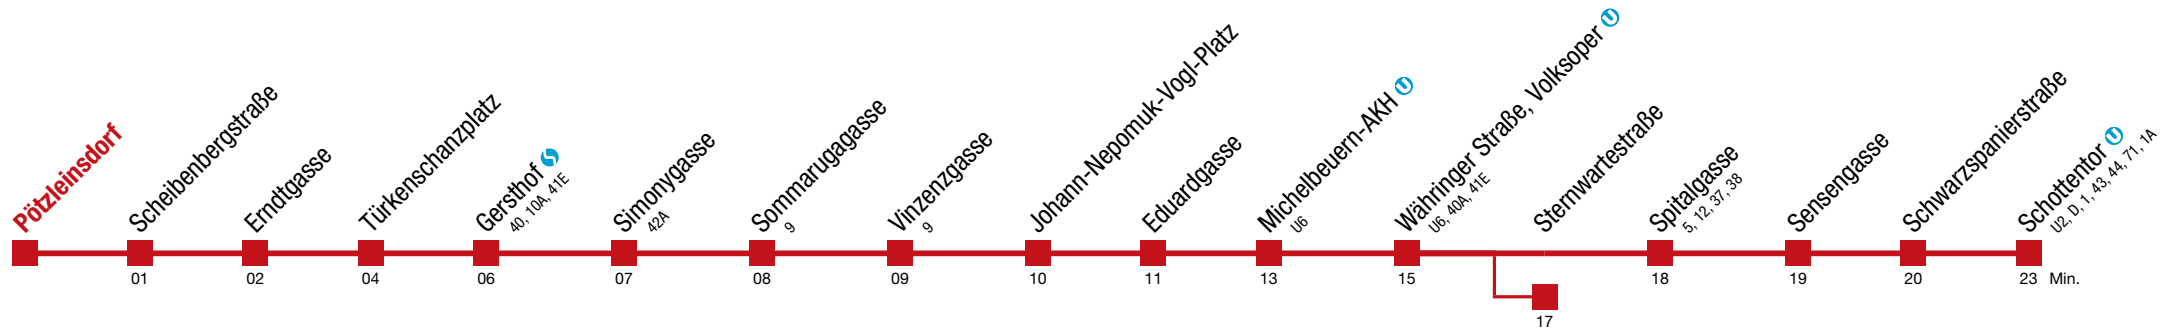 Pötzleinsdorf
Scheibenbergstraße
01
Erndtgasse
02
Türkenschanzplatz
04
Gersthof
40, 10A, 41E
06
Simonygasse
42A
07
Sommarugagasse
9
08
Vinzenzgasse
9
09
Johann-Nepomuk-Vogl-Platz
10
Eduardgasse
11
Michelbeuern-AKH U
U6
13
Währinger Straße, Volksoper U
U6, 40A, 41E
15
Sternwartestraße
17
Spitalgasse
5, 12, 37, 38
18
Sensengasse
19
Schwarzspanierstraße
20
Schottentor U
U2, D, 1, 43, 44, 71, 1A
23 Min.